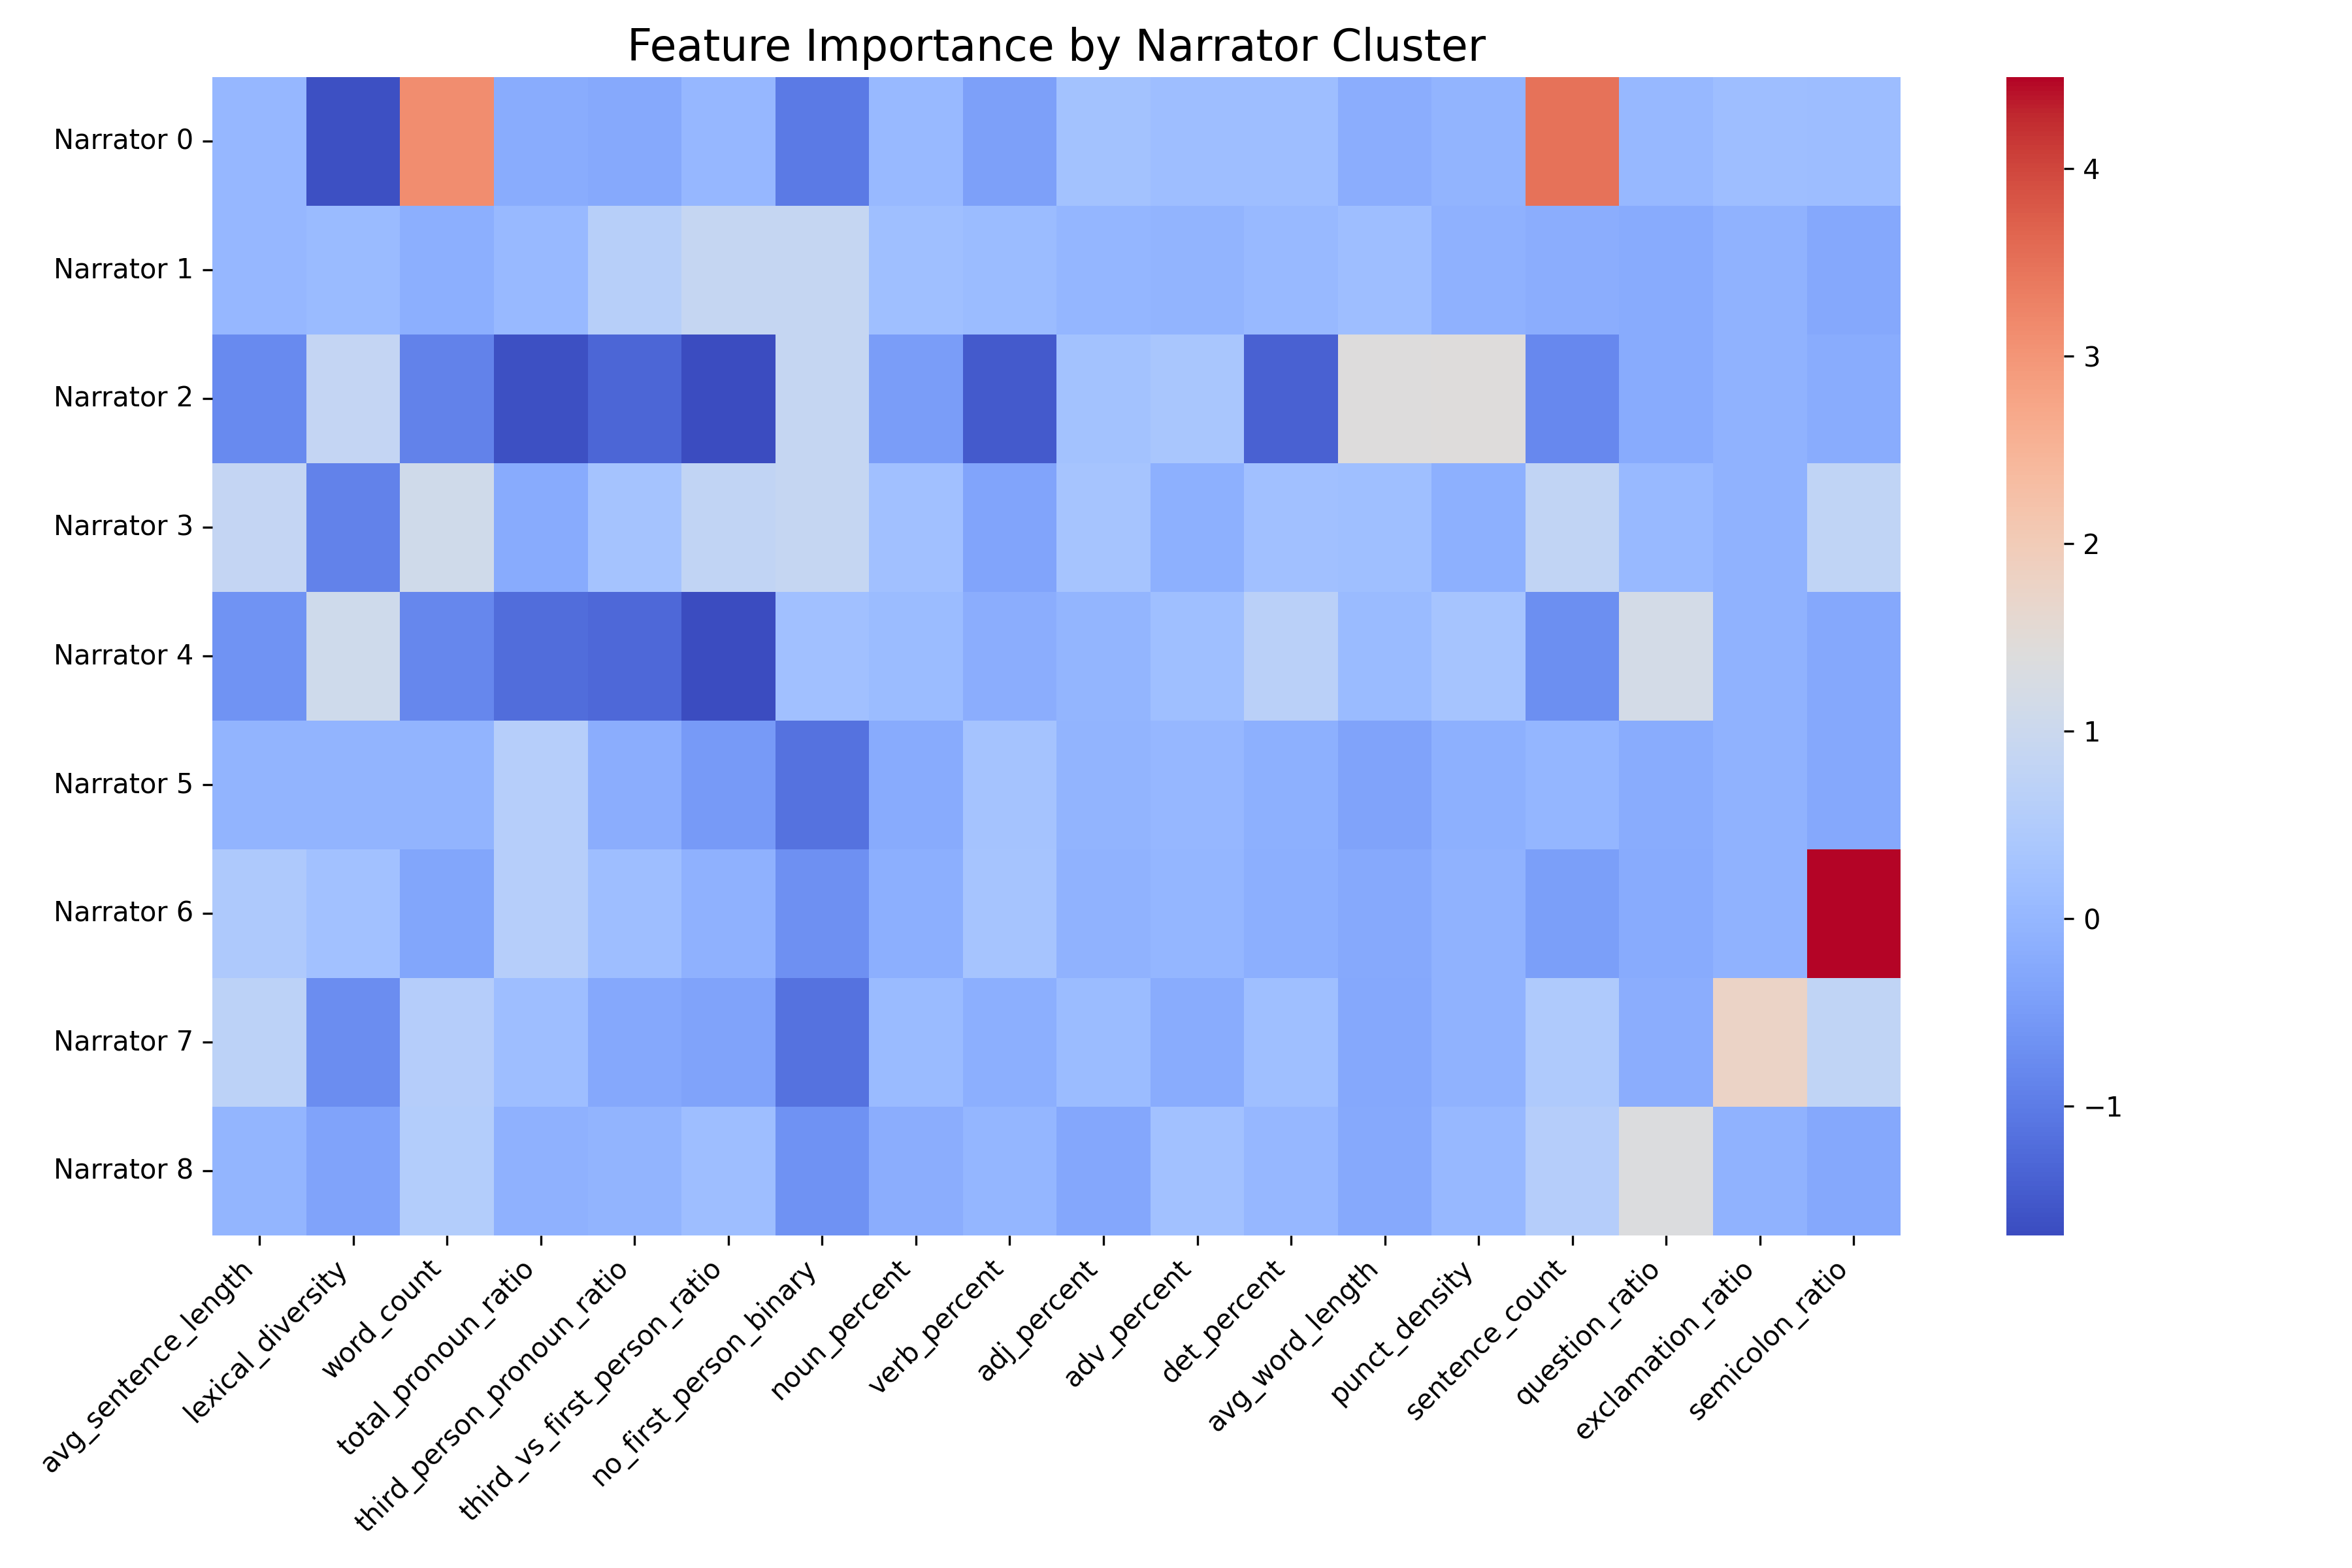 Feature Importance by Narrator Cluster
Narrator 0
Narrator 1
Narrator 2
Narrator 3
Narrator 4
Narrator 5
Narrator 6
Narrator 7
Narrator 8
avg_sentence_length
lexical_diversity
word_count
total_pronoun_ratio
third_person_pronoun_ratio
third_vs_first_person_ratio
no_first_person_binary
noun_percent
verb_percent
adj_percent
adv_percent
det_percent
avg_word_length
punct_density
sentence_count
question_ratio
exclamation_ratio
semicolon_ratio
4
3
2
1
0
−1